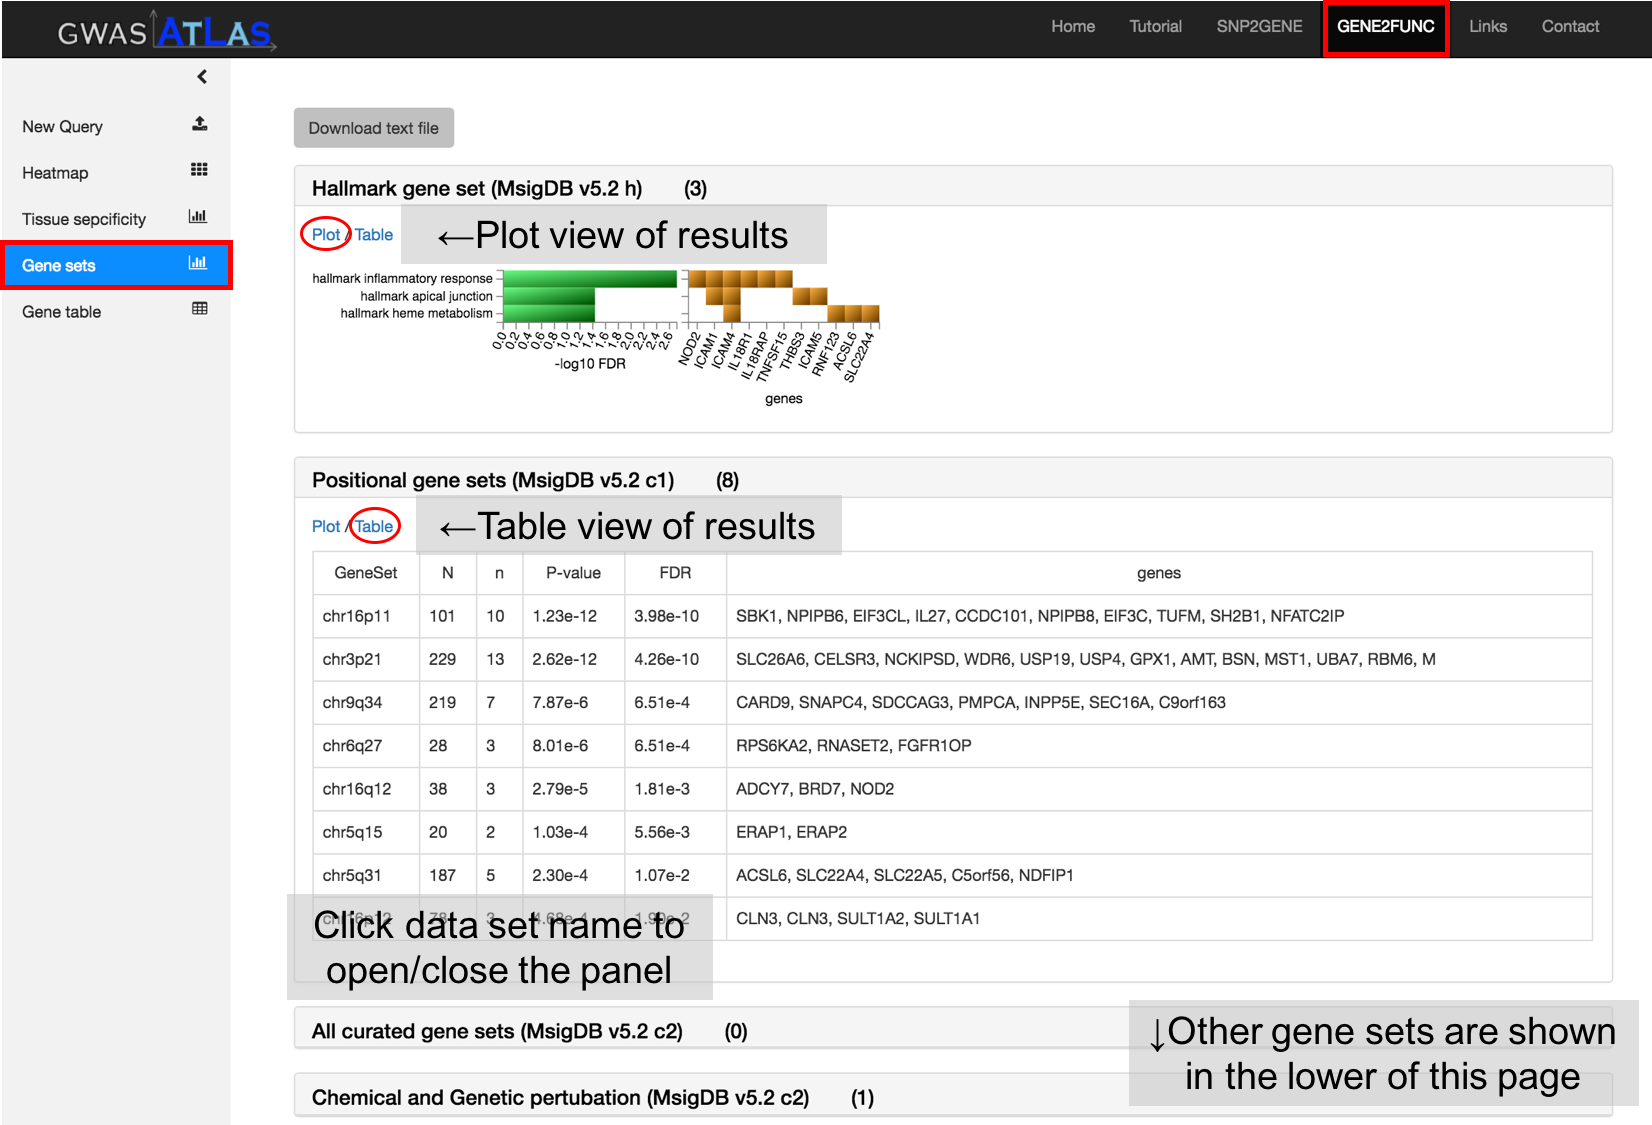 GWAS ATLAS
Home Tutorial SNP2GENE GENE2FUNC Links Contact
New Query
Heatmap
Tissue sepcificity
Gene sets
Gene table
Download text file
Hallmark gene set (MsigDB v5.2 h) (3)
Plot / Table ←Plot view of results
hallmark inflammatory response
hallmark apical junction
hallmark heme metabolism
0.0 0.2 0.4 0.6 0.8 1.0 1.2 1.4 1.6 1.8 2.0 2.2 2.4 2.6
-log10 FDR
NOD2 ICAM1 ICAM4 IL18R1 IL18RAP TNFSF15 THBS3 ICAM5 RNF123 ACSL6 SLC22A4
genes
Positional gene sets (MsigDB v5.2 c1) (8)
Plot / Table ←Table view of results
GeneSet N n P-value FDR genes
chr16p11 101 10 1.23e-12 3.98e-10 SBK1, NPIPB6, EIF3CL, IL27, CCDC101, NPIPB8, EIF3C, TUFM, SH2B1, NFATC2IP
chr3p21 229 13 2.62e-12 4.26e-10 SLC26A6, CELSR3, NCKIPSD, WDR6, USP19, USP4, GPX1, AMT, BSN, MST1, UBA7, RBM6, M
chr9q34 219 7 7.87e-6 6.51e-4 CARD9, SNAPC4, SDCCAG3, PMPCA, INPP5E, SEC16A, C9orf163
chr6q27 28 3 8.01e-6 6.51e-4 RPS6KA2, RNASET2, FGFR1OP
chr16q12 38 3 2.79e-5 1.81e-3 ADCY7, BRD7, NOD2
chr5q15 20 2 1.03e-4 5.56e-3 ERAP1, ERAP2
chr5q31 187 5 2.30e-4 1.07e-2 ACSL6, SLC22A4, SLC22A5, C5orf56, NDFIP1
CLN3, CLN3, SULT1A2, SULT1A1
Click data set name to
open/close the panel
All curated gene sets (MsigDB v5.2 c2) (0)
↓Other gene sets are shown
in the lower of this page
Chemical and Genetic pertubation (MsigDB v5.2 c2) (1)